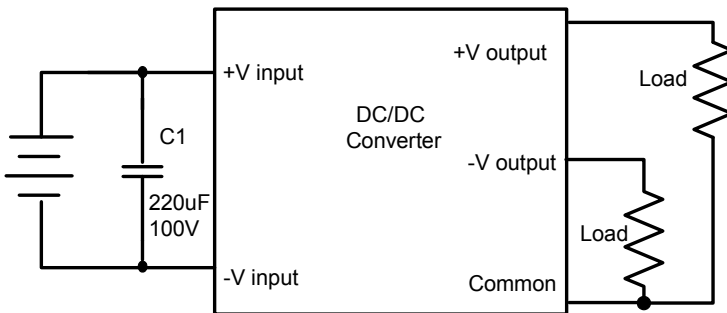 +V input
+V output
Load
C1
DC/DC
Converter
-V output
220uF
100V
Load
-V input
Common